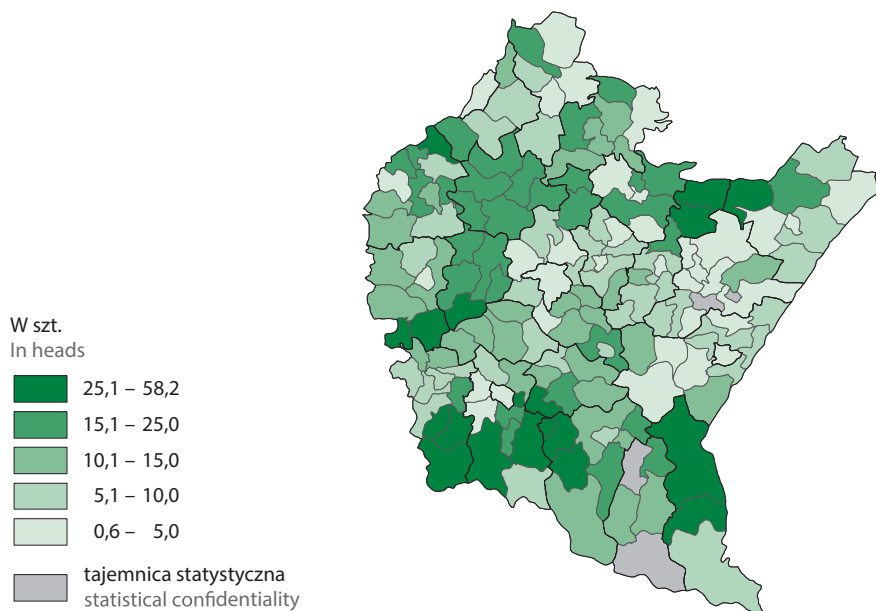 W szt.
In heads
25,1 – 58,2
15,1 – 25,0
10,1 – 15,0
5,1 – 10,0
0,6 – 5,0
tajemnica statystyczna
statistical confidentiality